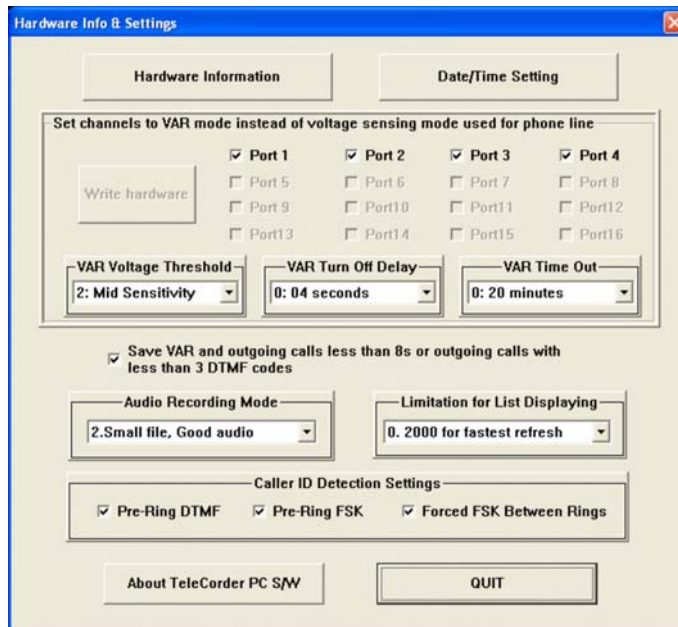 Hardware Info & Settings
Hardware Information
Date/Time Setting
Set channels to VAR mode instead of voltage sensing mode used for phone line
Write hardware
Port 1 Port 2 Port 3 Port 4
Port 5 Port 6 Port 7 Port 8
Port 9 Port10 Port11 Port12
Port13 Port14 Port15 Port16
VAR Voltage Threshold
2: Mid Sensitivity
VAR Turn Off Delay
0: 04 seconds
VAR Time Out
0: 20 minutes
Save VAR and outgoing calls less than 8s or outgoing calls with
less than 3 DTMF codes
Audio Recording Mode
2.Small file, Good audio
Limitation for List Displaying
0. 2000 for fastest refresh
Caller ID Detection Settings
Pre-Ring DTMF Pre-Ring FSK Forced FSK Between Rings
About TeleCorder PC S/W
QUIT